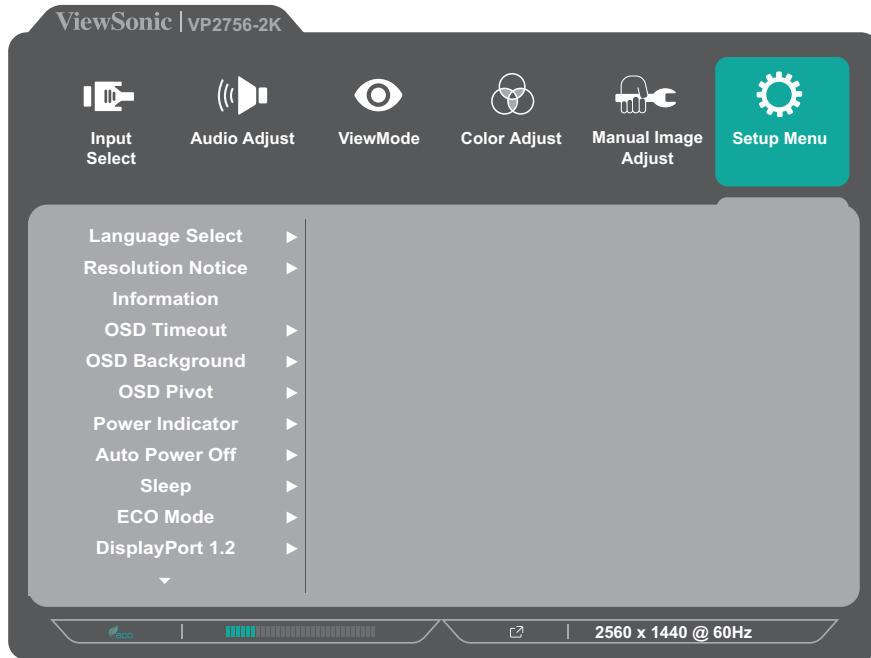 ViewSonic | VP2756-2K
Input Select
Audio Adjust
ViewMode
Color Adjust
Manual Image Adjust
Setup Menu
Language Select
Resolution Notice
Information
OSD Timeout
OSD Background
OSD Pivot
Power Indicator
Auto Power Off
Sleep
ECO Mode
DisplayPort 1.2
eco
2560 x 1440 @ 60Hz